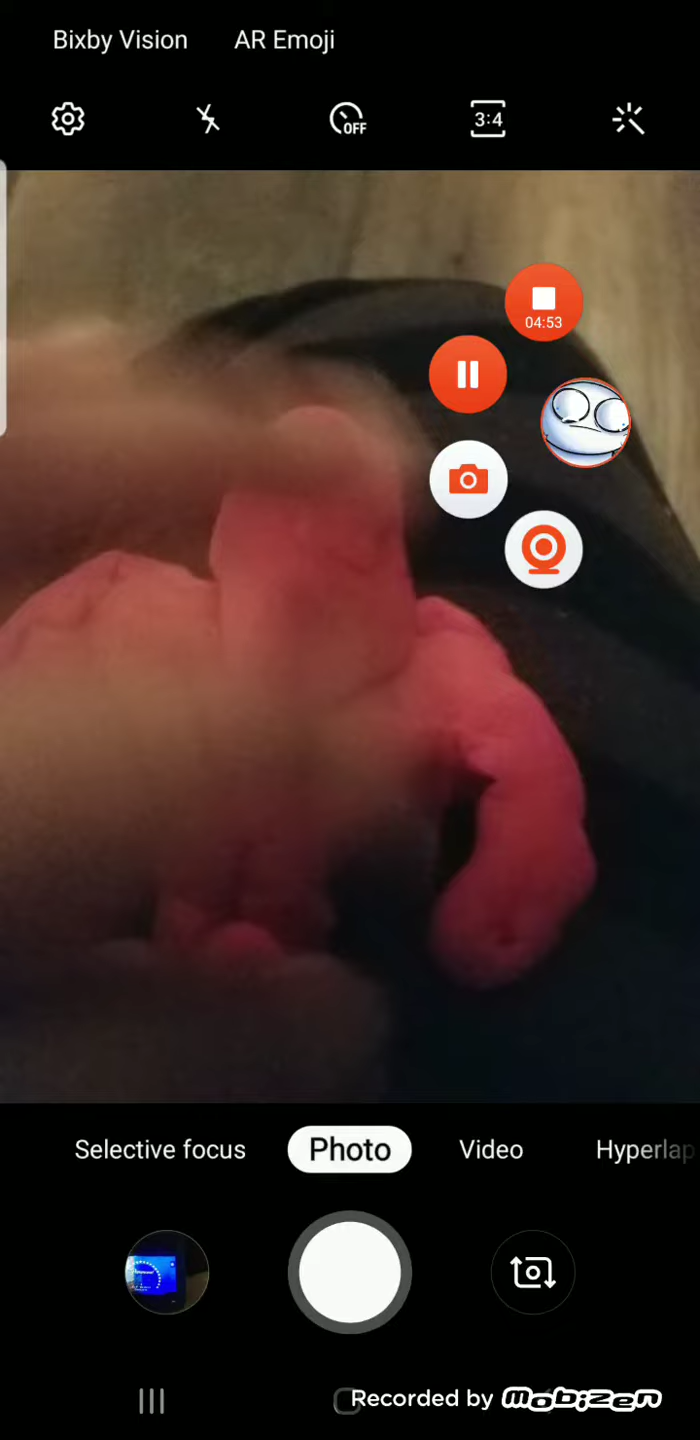 Bixby Vision AR Emoji
OFF 3:4
04:53
Selective focus Photo Video Hyperlap
Recorded by mobizen